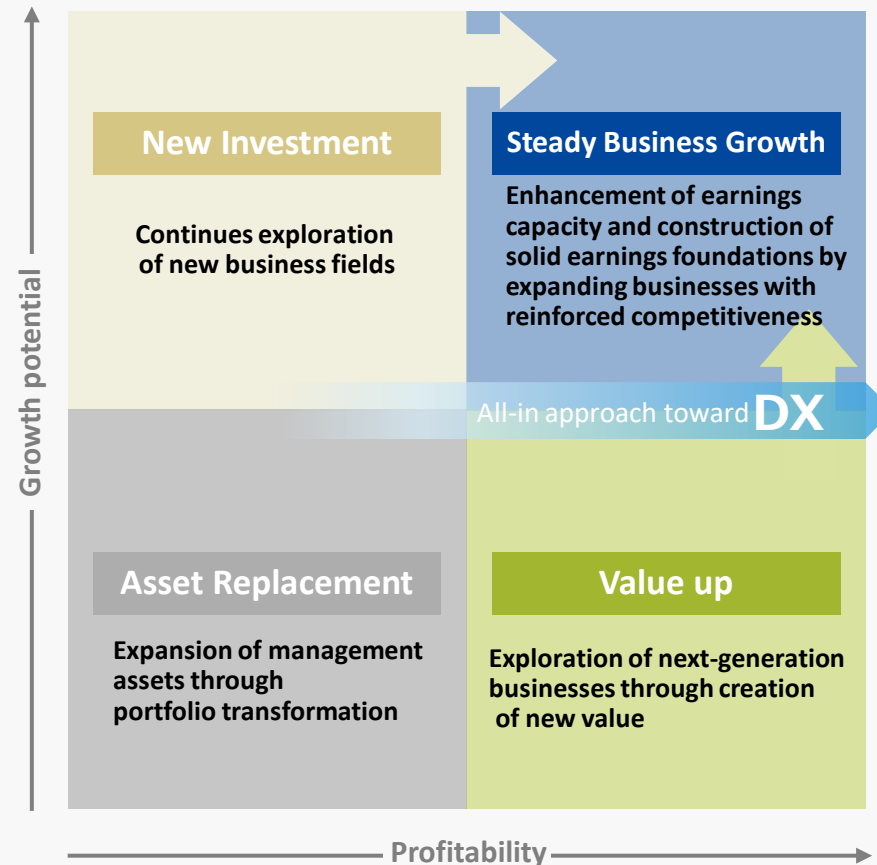 Growth potential
New Investment
Continues exploration
of new business fields
Steady Business Growth
Enhancement of earnings
capacity and construction of
solid earnings foundations by
expanding businesses with
reinforced competitiveness
All-in approach toward DX
Asset Replacement
Expansion of management
assets through
portfolio transformation
Value up
Exploration of next-generation
businesses through creation
of new value
Profitability